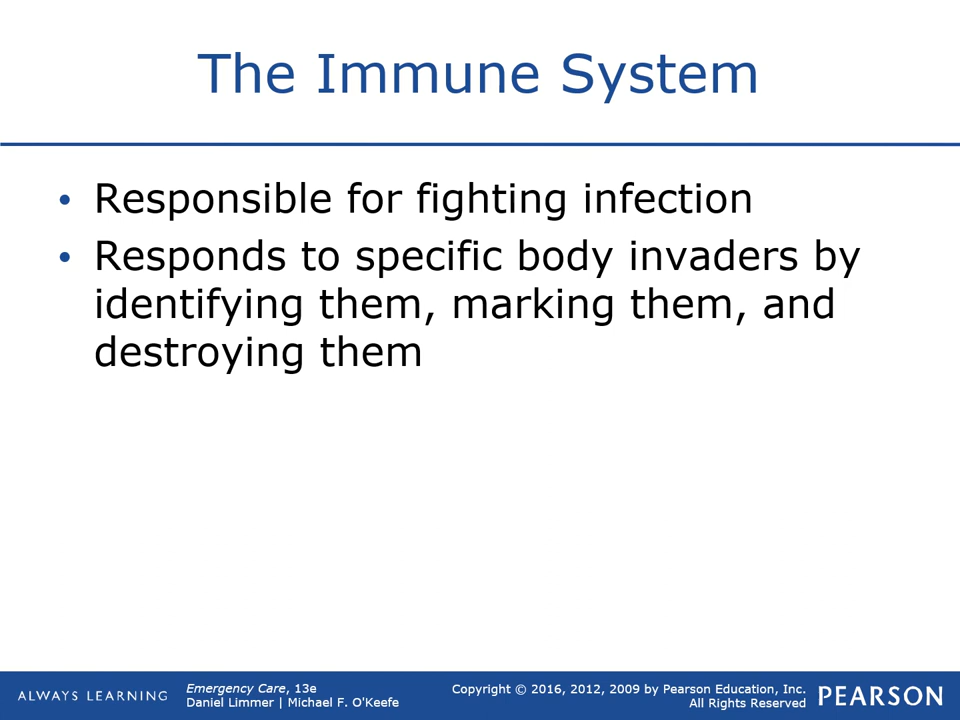 The Immune System
• Responsible for fighting infection
• Responds to specific body invaders by
identifying them, marking them, and
destroying them
ALWAYS LEARNING
Emergency Care, 13e
Daniel Limmer | Michael F. O'Keefe
Copyright © 2016, 2012, 2009 by Pearson Education, Inc.
All Rights Reserved
PEARSON